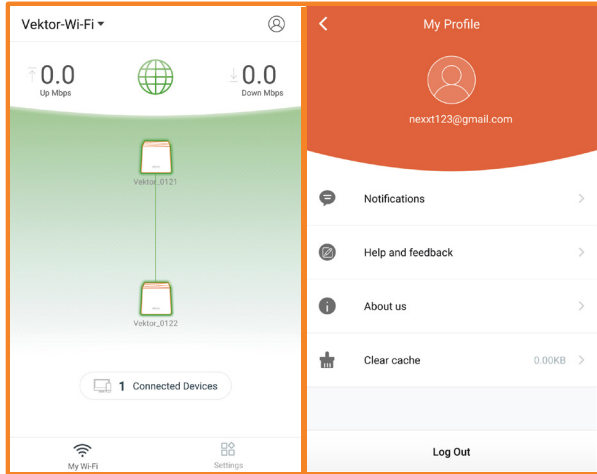 Vektor-Wi-Fi
0.0
Up Mbps
0.0
Down Mbps
Vektor_0121
Vektor_0122
1 Connected Devices
My Wi-Fi
Settings
My Profile
nexxt123@gmail.com
Notifications
Help and feedback
About us
Clear cache 0.00KB
Log Out